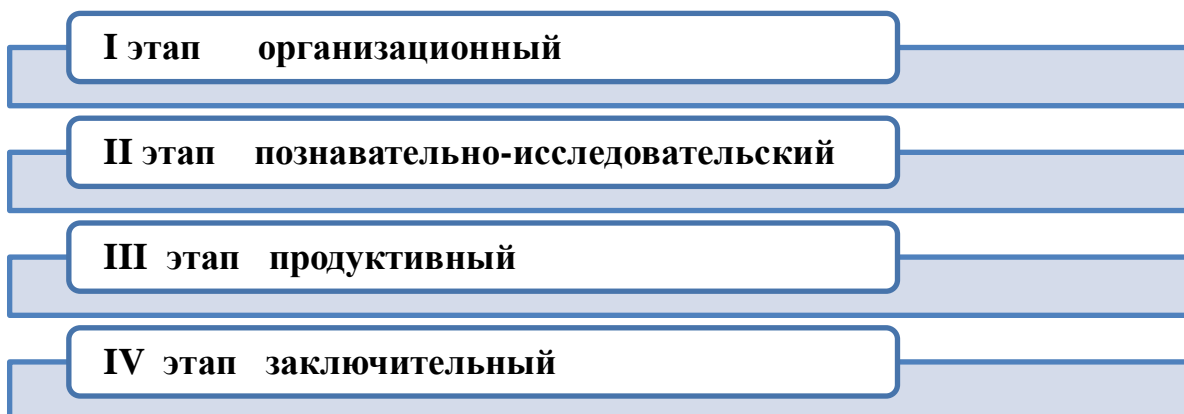 I этап организационный
II этап познавательно-исследовательский
III этап продуктивный
IV этап заключительный